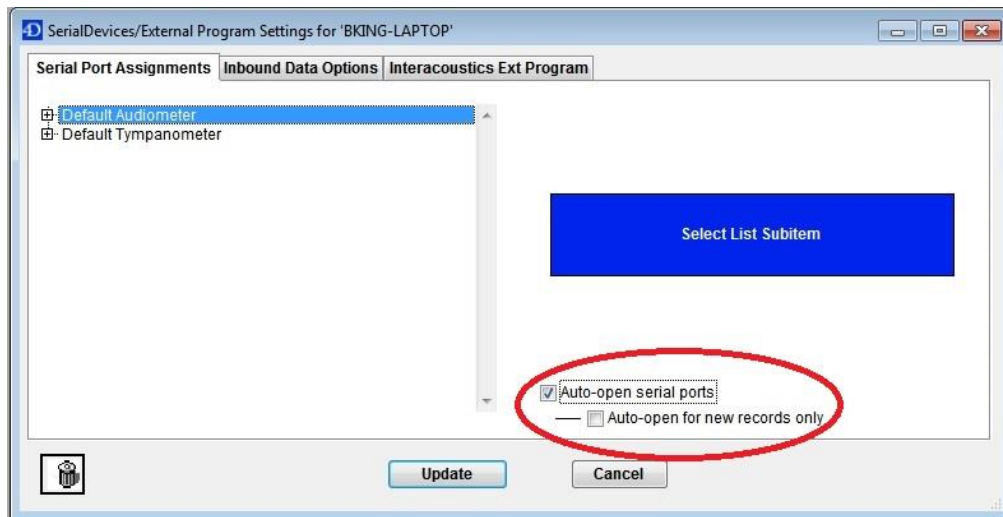 4D SerialDevices/External Program Settings for 'BKING-LAPTOP'
Serial Port Assignments Inbound Data Options Interacoustics Ext Program
Default Audiometer
Default Tympanometer
Select List Subitem
Auto-open serial ports
Auto-open for new records only
Update Cancel